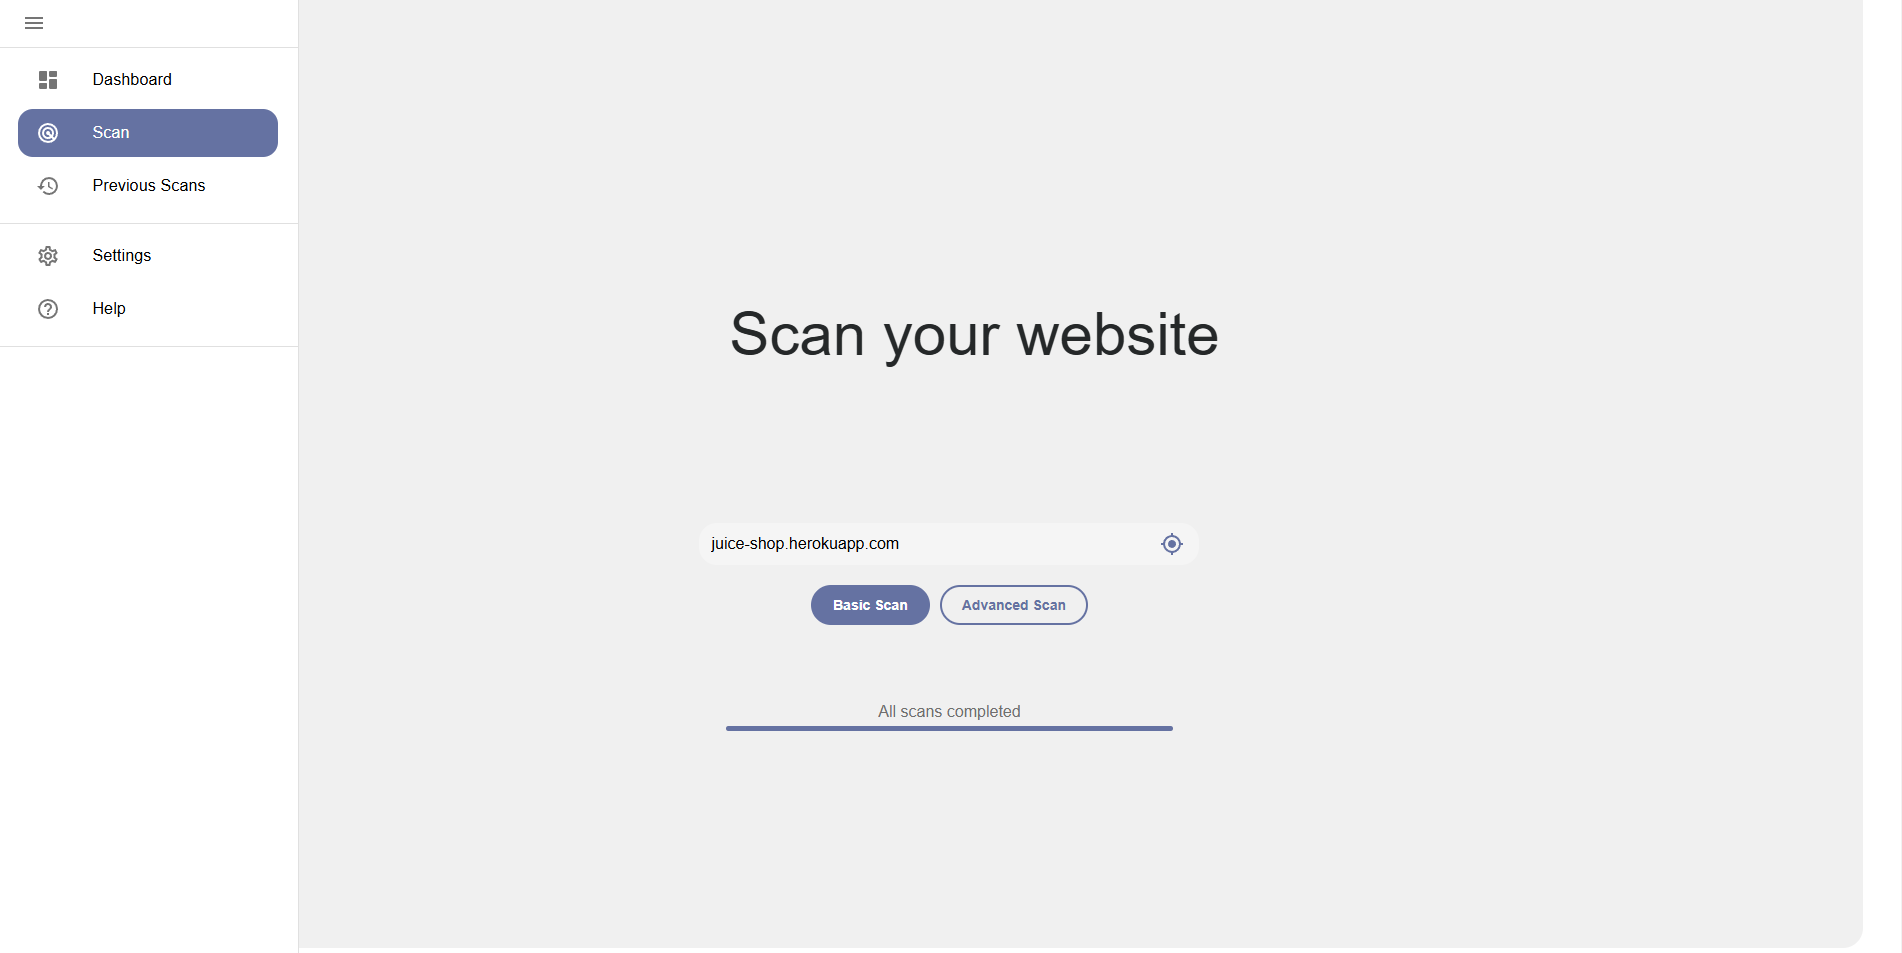 Dashboard
Scan
Previous Scans
Settings
Help
Scan your website
juice-shop.herokuapp.com
Basic Scan
Advanced Scan
All scans completed